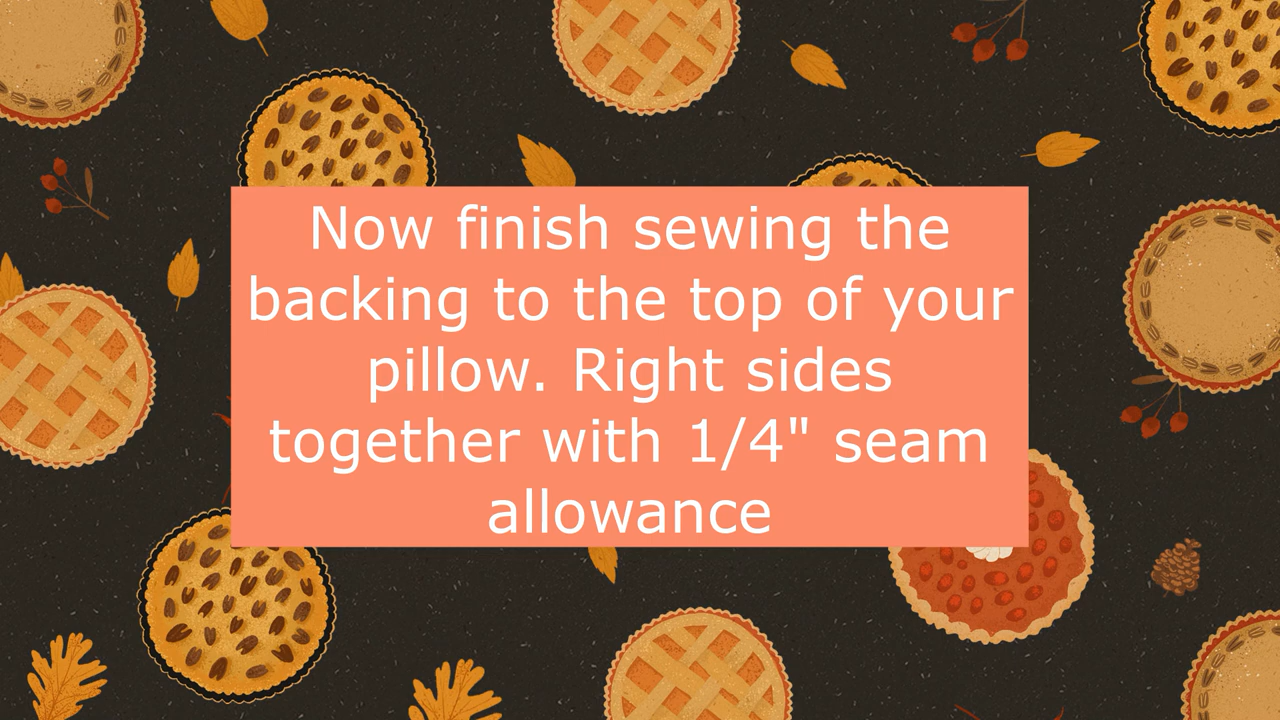 Now finish sewing the
backing to the top of your
pillow. Right sides
together with 1/4" seam
allowance